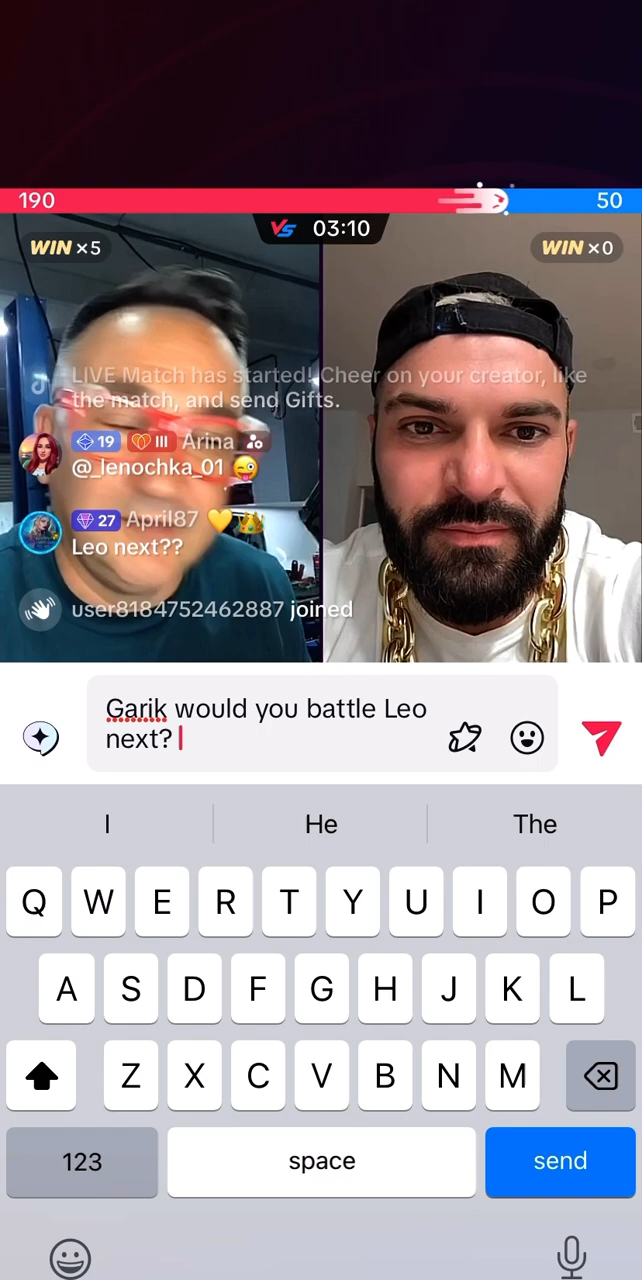 190
50
VS 03:10
WIN ×5
WIN ×0
LIVE Match has started! Cheer on your creator, like
the match, and send Gifts.
19 III Arina
@_lenochka_01 😜
27 April87 💛👑
Leo next??
user8184752462887 joined
Garik would you battle Leo
next?
I He The
Q W E R T Y U I O P
A S D F G H J K L
Z X C V B N M
123 space send